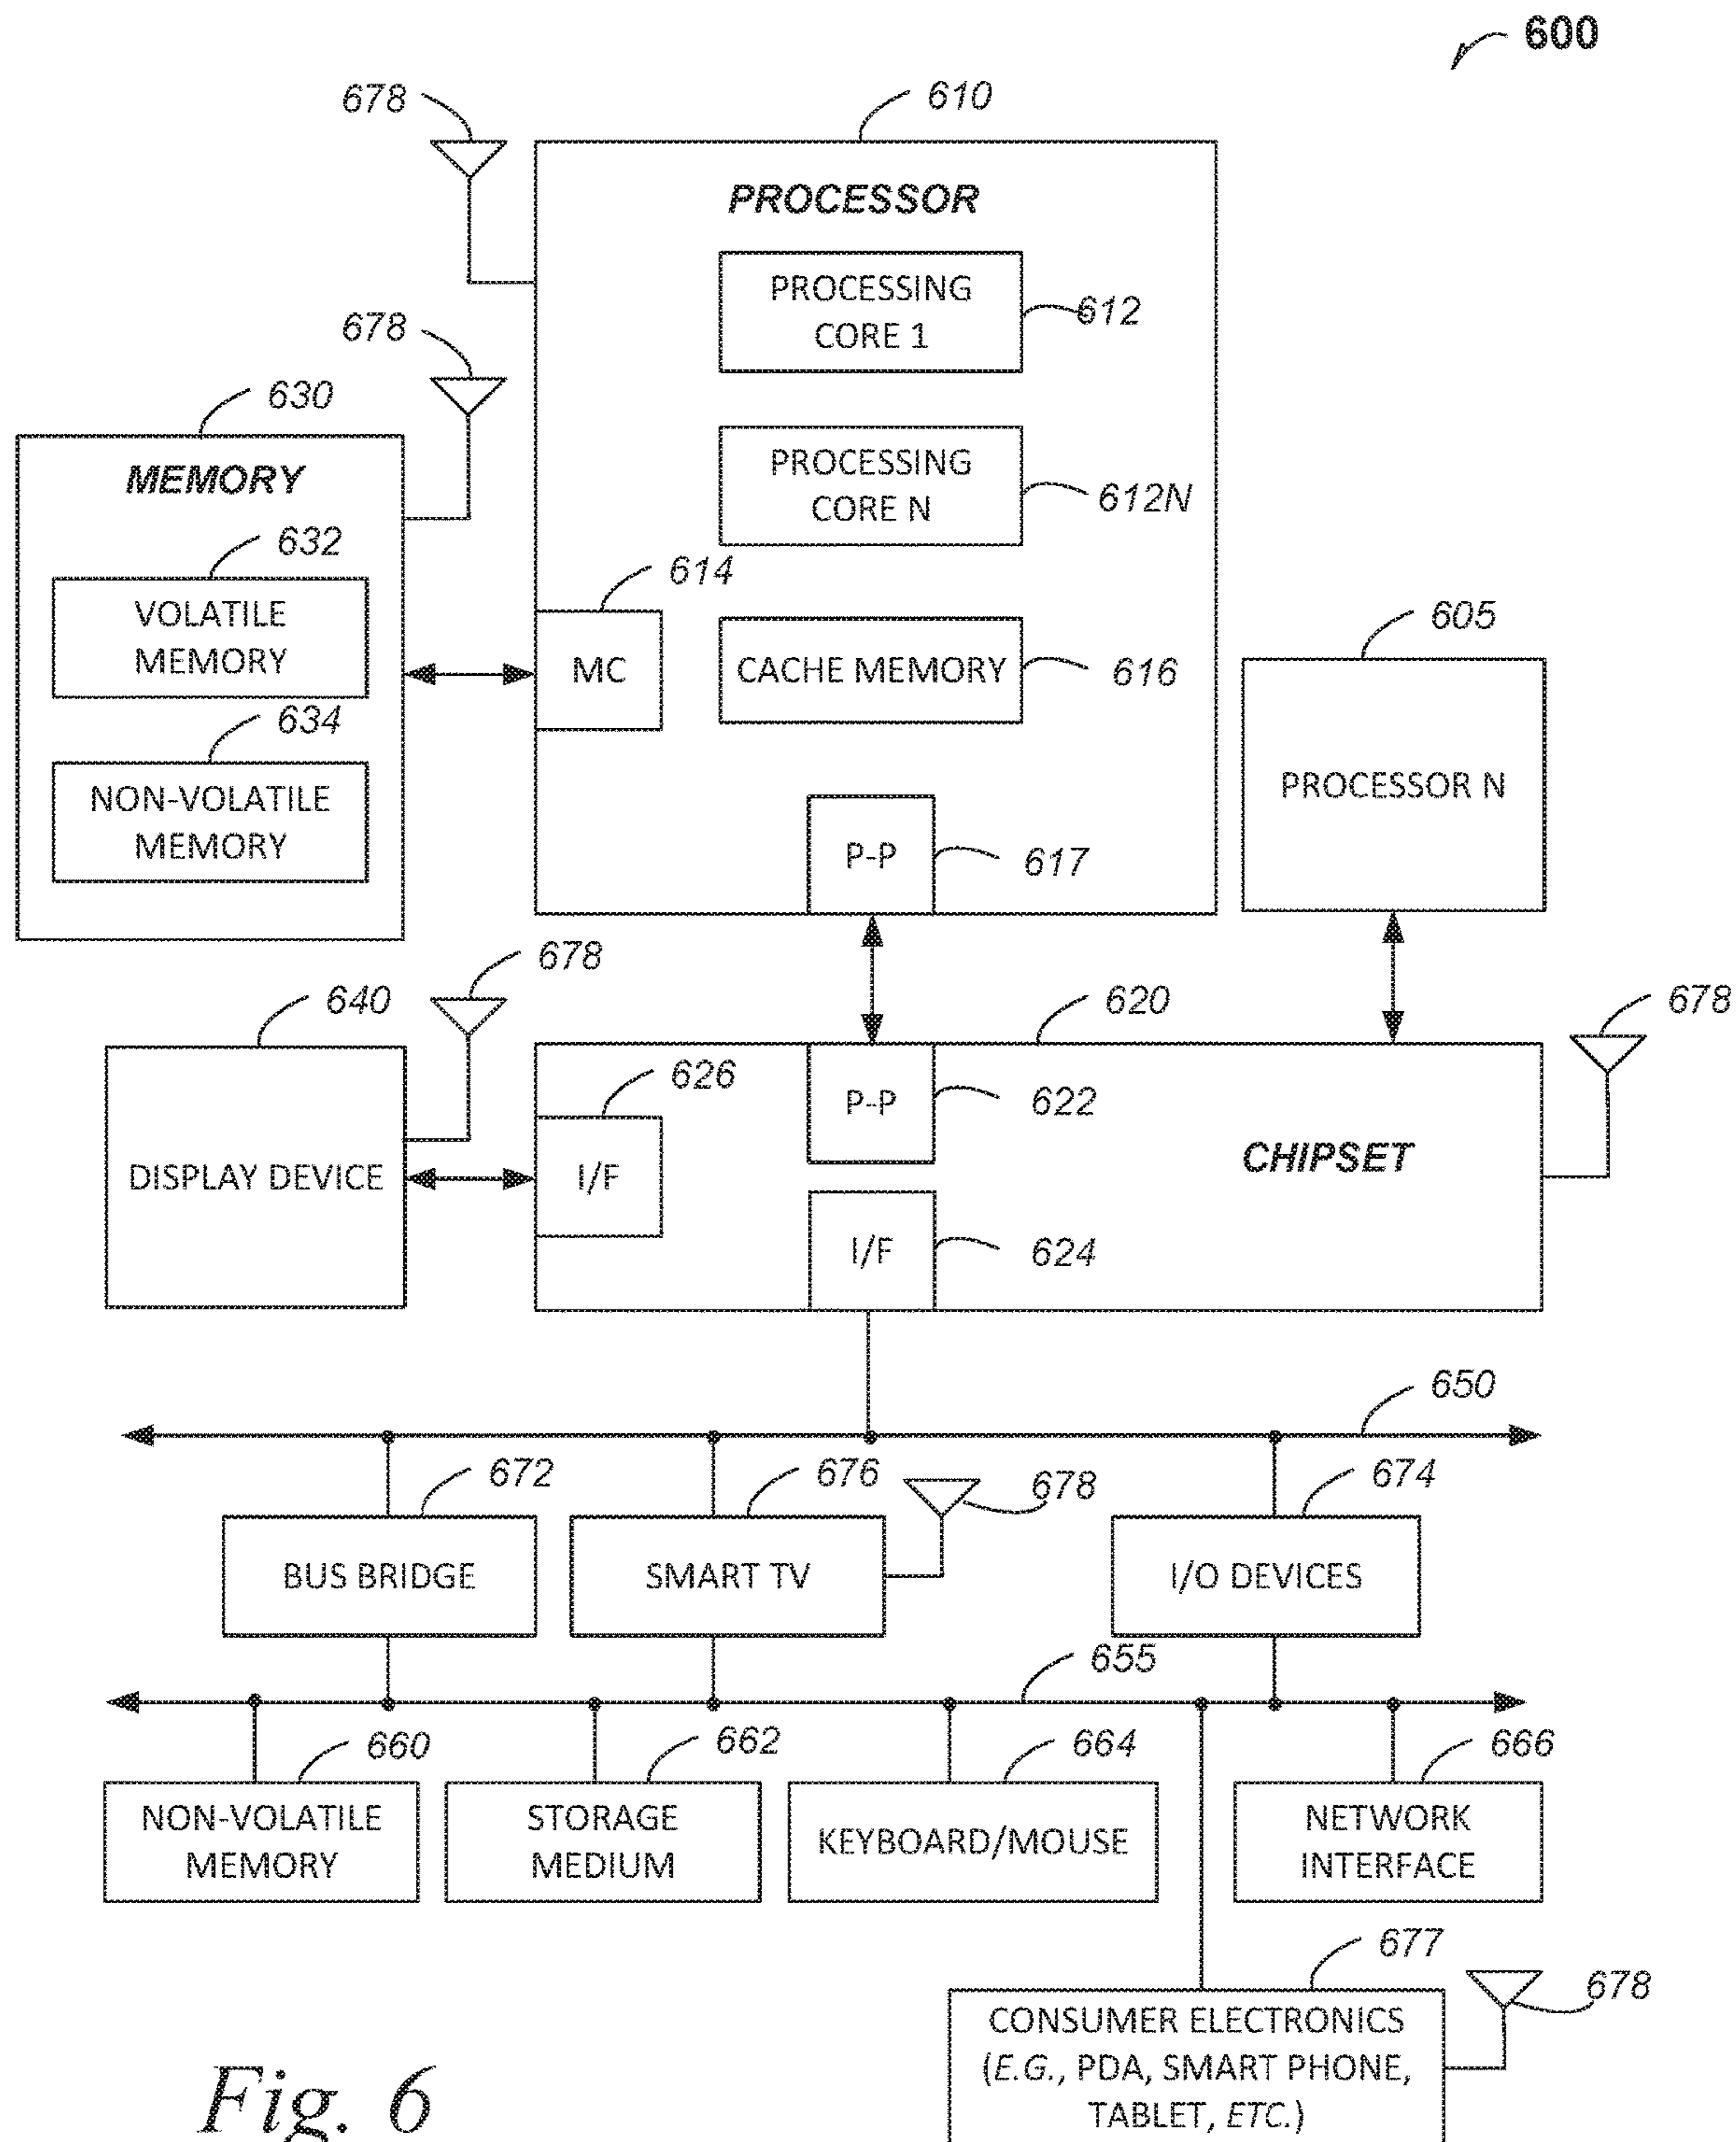 600
678
610
PROCESSOR
PROCESSING
CORE 1
612
678
630
MEMORY
PROCESSING
CORE N
612N
632
VOLATILE
MEMORY
614
MC
CACHE MEMORY
616
605
PROCESSOR N
634
NON-VOLATILE
MEMORY
P-P
617
678
640
DISPLAY DEVICE
620
678
626
I/F
P-P
622
CHIPSET
I/F
624
650
672
676
678
674
BUS BRIDGE
SMART TV
I/O DEVICES
655
660
662
664
666
NON-VOLATILE
MEMORY
STORAGE
MEDIUM
KEYBOARD/MOUSE
NETWORK
INTERFACE
677
678
CONSUMER ELECTRONICS
(E.G., PDA, SMART PHONE,
TABLET, ETC.)
Fig. 6